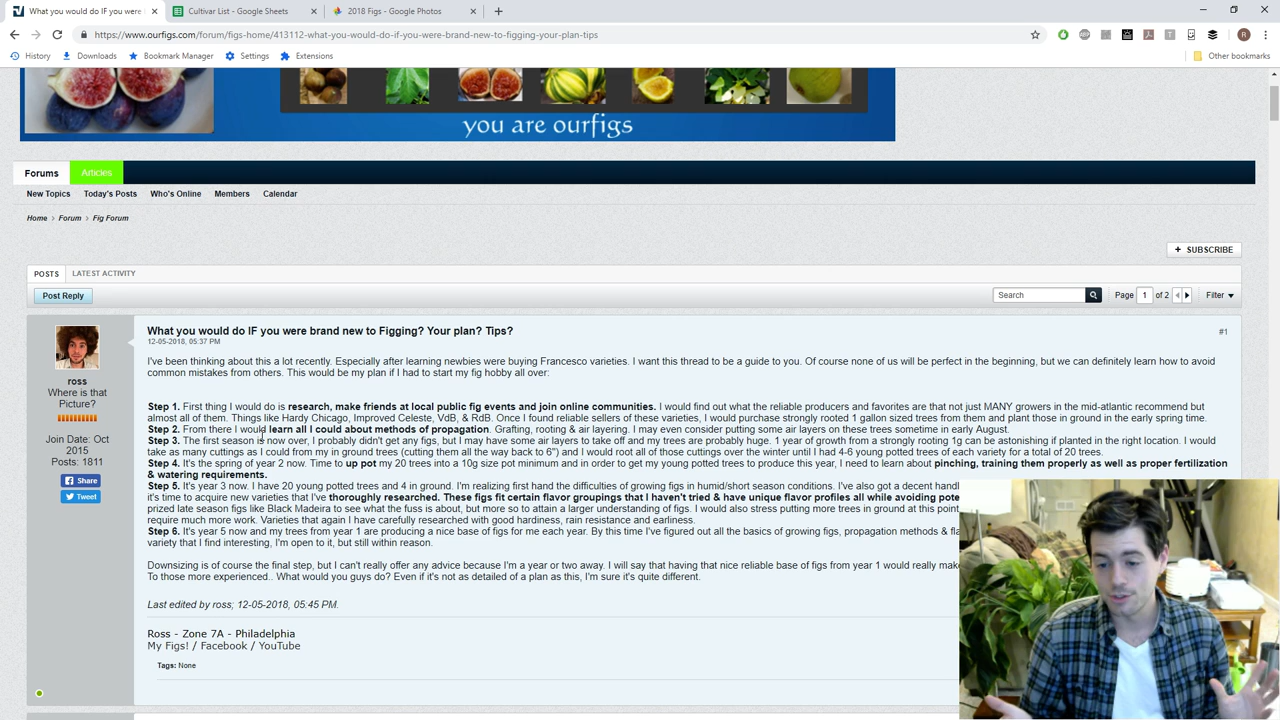 What you would do IF you were b
Cultivar List - Google Sheets
2018 Figs - Google Photos
https://www.ourfigs.com/forum/figs-home/413112-what-you-would-do-if-you-were-brand-new-to-figging-your-plan-tips
History Downloads Bookmark Manager Settings Extensions Other bookmarks
you are ourfigs
Forums Articles
New Topics Today's Posts Who's Online Members Calendar
Home > Forum > Fig Forum
+ SUBSCRIBE
POSTS LATEST ACTIVITY
Post Reply
Search Page 1 of 2 Filter
What you would do IF you were brand new to Figging? Your plan? Tips?
#1
12-05-2018, 05:37 PM
ross
Where is that
Picture?
Join Date: Oct
2015
Posts: 1811
Share
Tweet
I've been thinking about this a lot recently. Especially after learning newbies were buying Francesco varieties. I want this thread to be a guide to you. Of course none of us will be perfect in the beginning, but we can definitely learn how to avoid
common mistakes from others. This would be my plan if I had to start my fig hobby all over:
Step 1. First thing I would do is research, make friends at local public fig events and join online communities. I would find out what the reliable producers and favorites are that not just MANY growers in the mid-atlantic recommend but
almost all of them. Things like Hardy Chicago, Improved Celeste, VdB, & RdB. Once I found reliable sellers of these varieties, I would purchase strongly rooted 1 gallon sized trees from them and plant those in ground in the early spring time.
Step 2. From there I would learn all I could about methods of propagation. Grafting, rooting & air layering. I may even consider putting some air layers on these trees sometime in early August.
Step 3. The first season is now over, I probably didn't get any figs, but I may have some air layers to take off and my trees are probably huge. 1 year of growth from a strongly rooting 1g can be astonishing if planted in the right location. I would
take as many cuttings as I could from my in ground trees (cutting them all the way back to 6") and I would root all of those cuttings over the winter until I had 4-6 young potted trees of each variety for a total of 20 trees.
Step 4. It's the spring of year 2 now. Time to up pot my 20 trees into a 10g size pot minimum and in order to get my young potted trees to produce this year, I need to learn about pinching, training them properly as well as proper fertilization
& watering requirements.
Step 5. It's year 3 now. I have 20 young potted trees and 4 in ground. I'm realizing first hand the difficulties of growing figs in humid/short season conditions. I've also got a decent handl
it's time to acquire new varieties that I've thoroughly researched. These figs fit certain flavor groupings that I haven't tried & have unique flavor profiles all while avoiding pote
prized late season figs like Black Madeira to see what the fuss is about, but more so to attain a larger understanding of figs. I would also stress putting more trees in ground at this point
require much more work. Varieties that again I have carefully researched with good hardiness, rain resistance and earliness.
Step 6. It's year 5 now and my trees from year 1 are producing a nice base of figs for me each year. By this time I've figured out all the basics of growing figs, propagation methods & fla
variety that I find interesting, I'm open to it, but still within reason.
Downsizing is of course the final step, but I can't really offer any advice because I'm a year or two away. I will say that having that nice reliable base of figs from year 1 would really make
To those more experienced.. What would you guys do? Even if it's not as detailed of a plan as this, I'm sure it's quite different.
Last edited by ross; 12-05-2018, 05:45 PM.
Ross - Zone 7A - Philadelphia
My Figs! / Facebook / YouTube
Tags: None